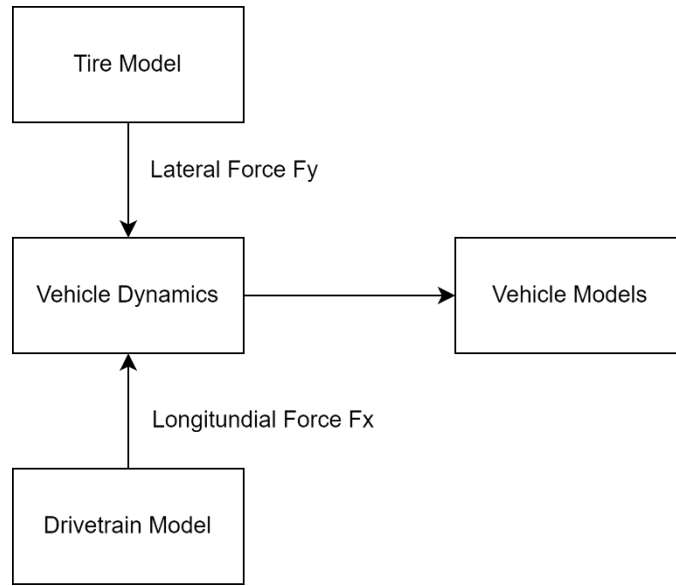 Tire Model
Lateral Force Fy
Vehicle Dynamics
Vehicle Models
Longitundial Force Fx
Drivetrain Model